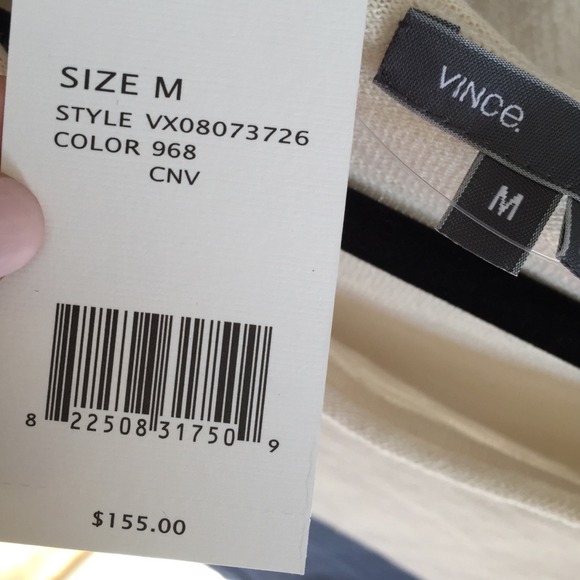 SIZE M
STYLE VX08073726
COLOR 968
CNV
8 22508 31750 9
$155.00
VINCE.
M